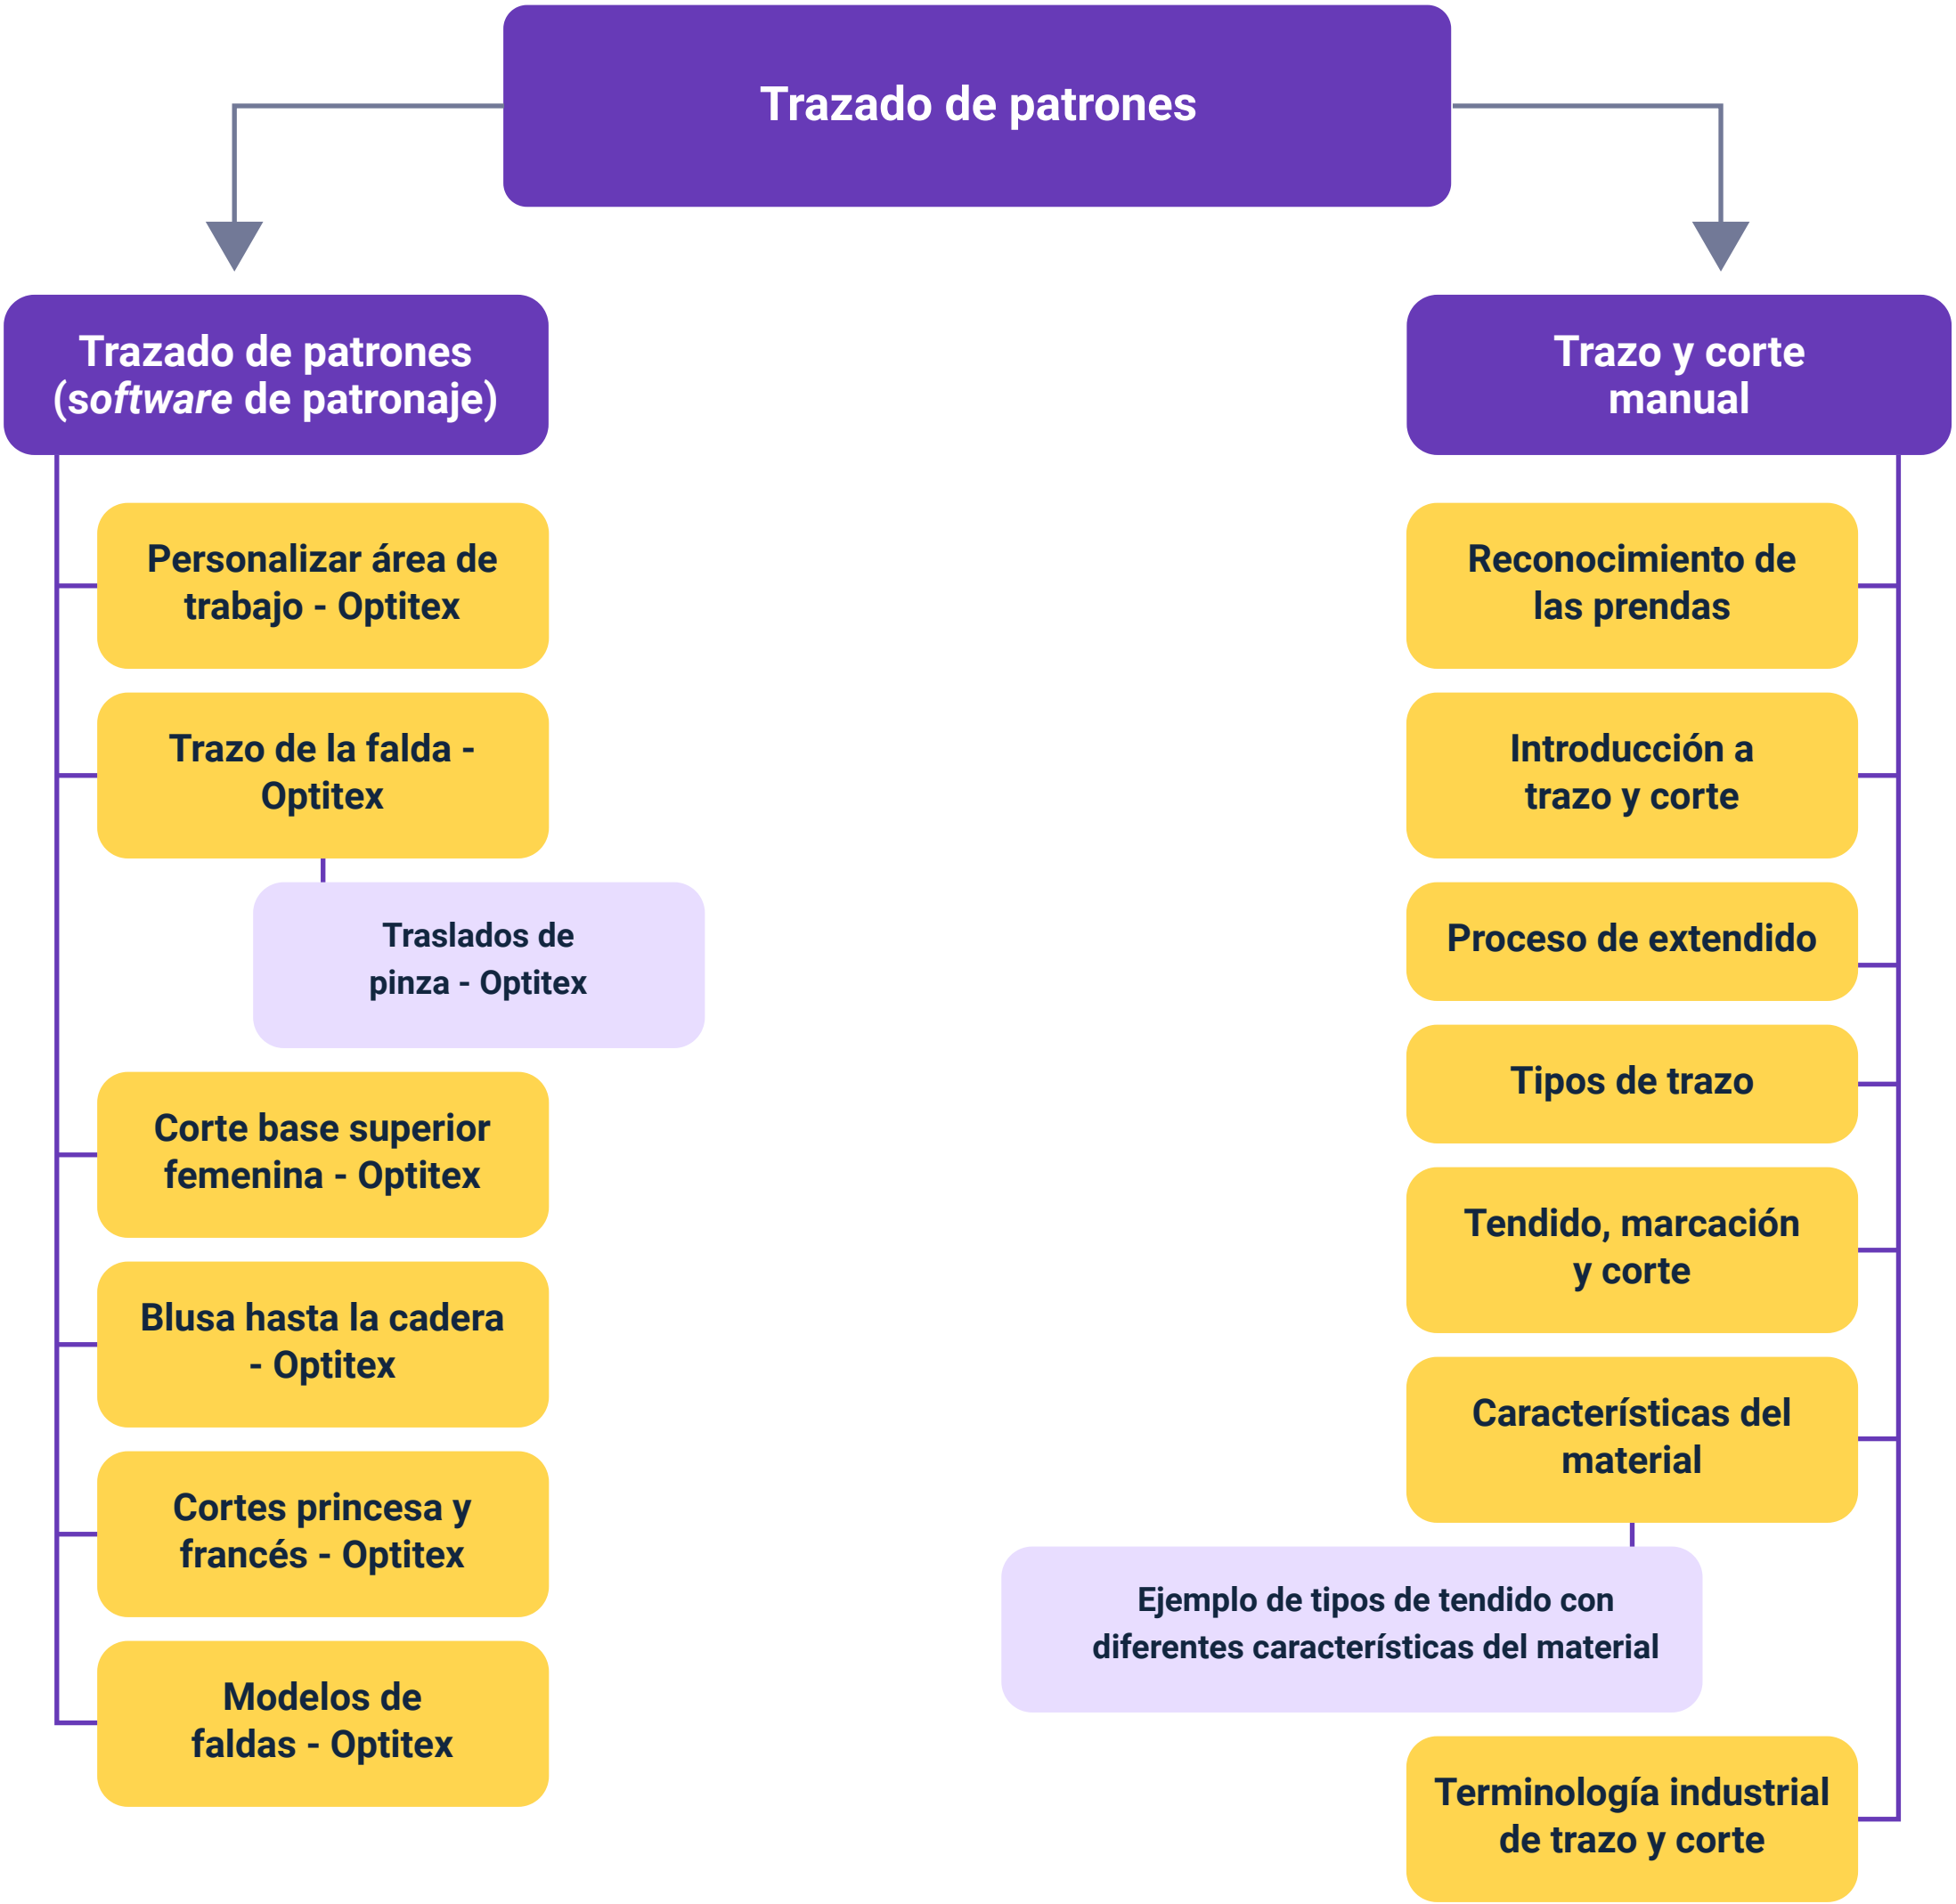 Trazado de patrones
Trazado de patrones
(software de patronaje)
Personalizar área de
trabajo - Optitex
Trazo de la falda -
Optitex
Traslados de
pinza - Optitex
Corte base superior
femenina - Optitex
Blusa hasta la cadera
- Optitex
Cortes princesa y
francés - Optitex
Modelos de
faldas - Optitex
Trazo y corte
manual
Reconocimiento de
las prendas
Introducción a
trazo y corte
Proceso de extendido
Tipos de trazo
Tendido, marcación
y corte
Características del
material
Ejemplo de tipos de tendido con
diferentes características del material
Terminología industrial
de trazo y corte